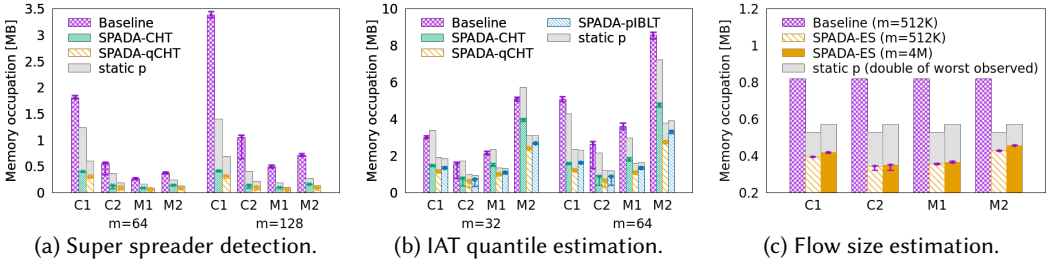 Memory occupation [MB]
3.5
3
2.5
2
1.5
1
0.5
0
Baseline
SPADA-CHT
SPADA-qCHT
static p
C1 C2 M1 M2 C1 C2 M1 M2
m=64 m=128
(a) Super spreader detection.
Memory occupation [MB]
10
8
6
4
2
0
Baseline
SPADA-CHT
SPADA-qCHT
SPADA-pIBLT
static p
C1 C2 M1 M2 C1 C2 M1 M2
m=32 m=64
(b) IAT quantile estimation.
Memory occupation [MB]
1.2
1
0.8
0.6
0.4
0.2
Baseline (m=512K)
SPADA-ES (m=512K)
SPADA-ES (m=4M)
static p (double of worst observed)
C1 C2 M1 M2
(c) Flow size estimation.